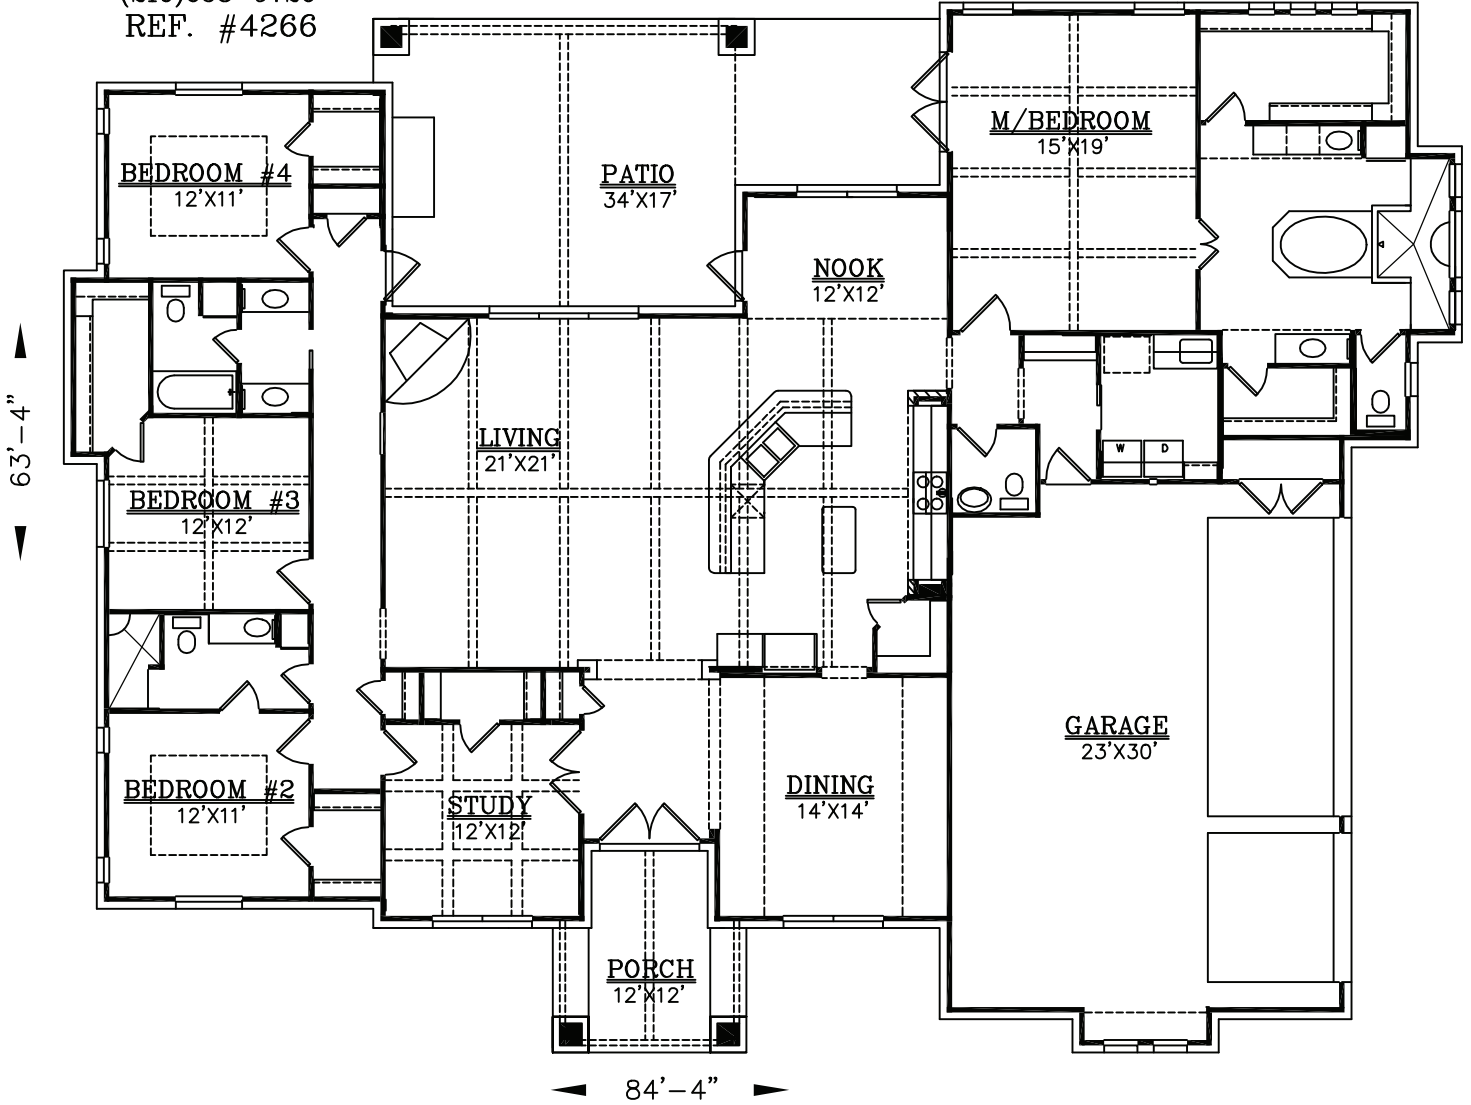 REF. #4266
M/BEDROOM
15'X19'
BEDROOM #4
12'X11'
PATIO
34'X17'
NOOK
12'X12'
LIVING
21'X21'
W D
BEDROOM #3
12'X12'
63'-4"
GARAGE
23'X30'
BEDROOM #2
12'X11'
STUDY
12'X12'
DINING
14'X14'
PORCH
12'X12'
84'-4"